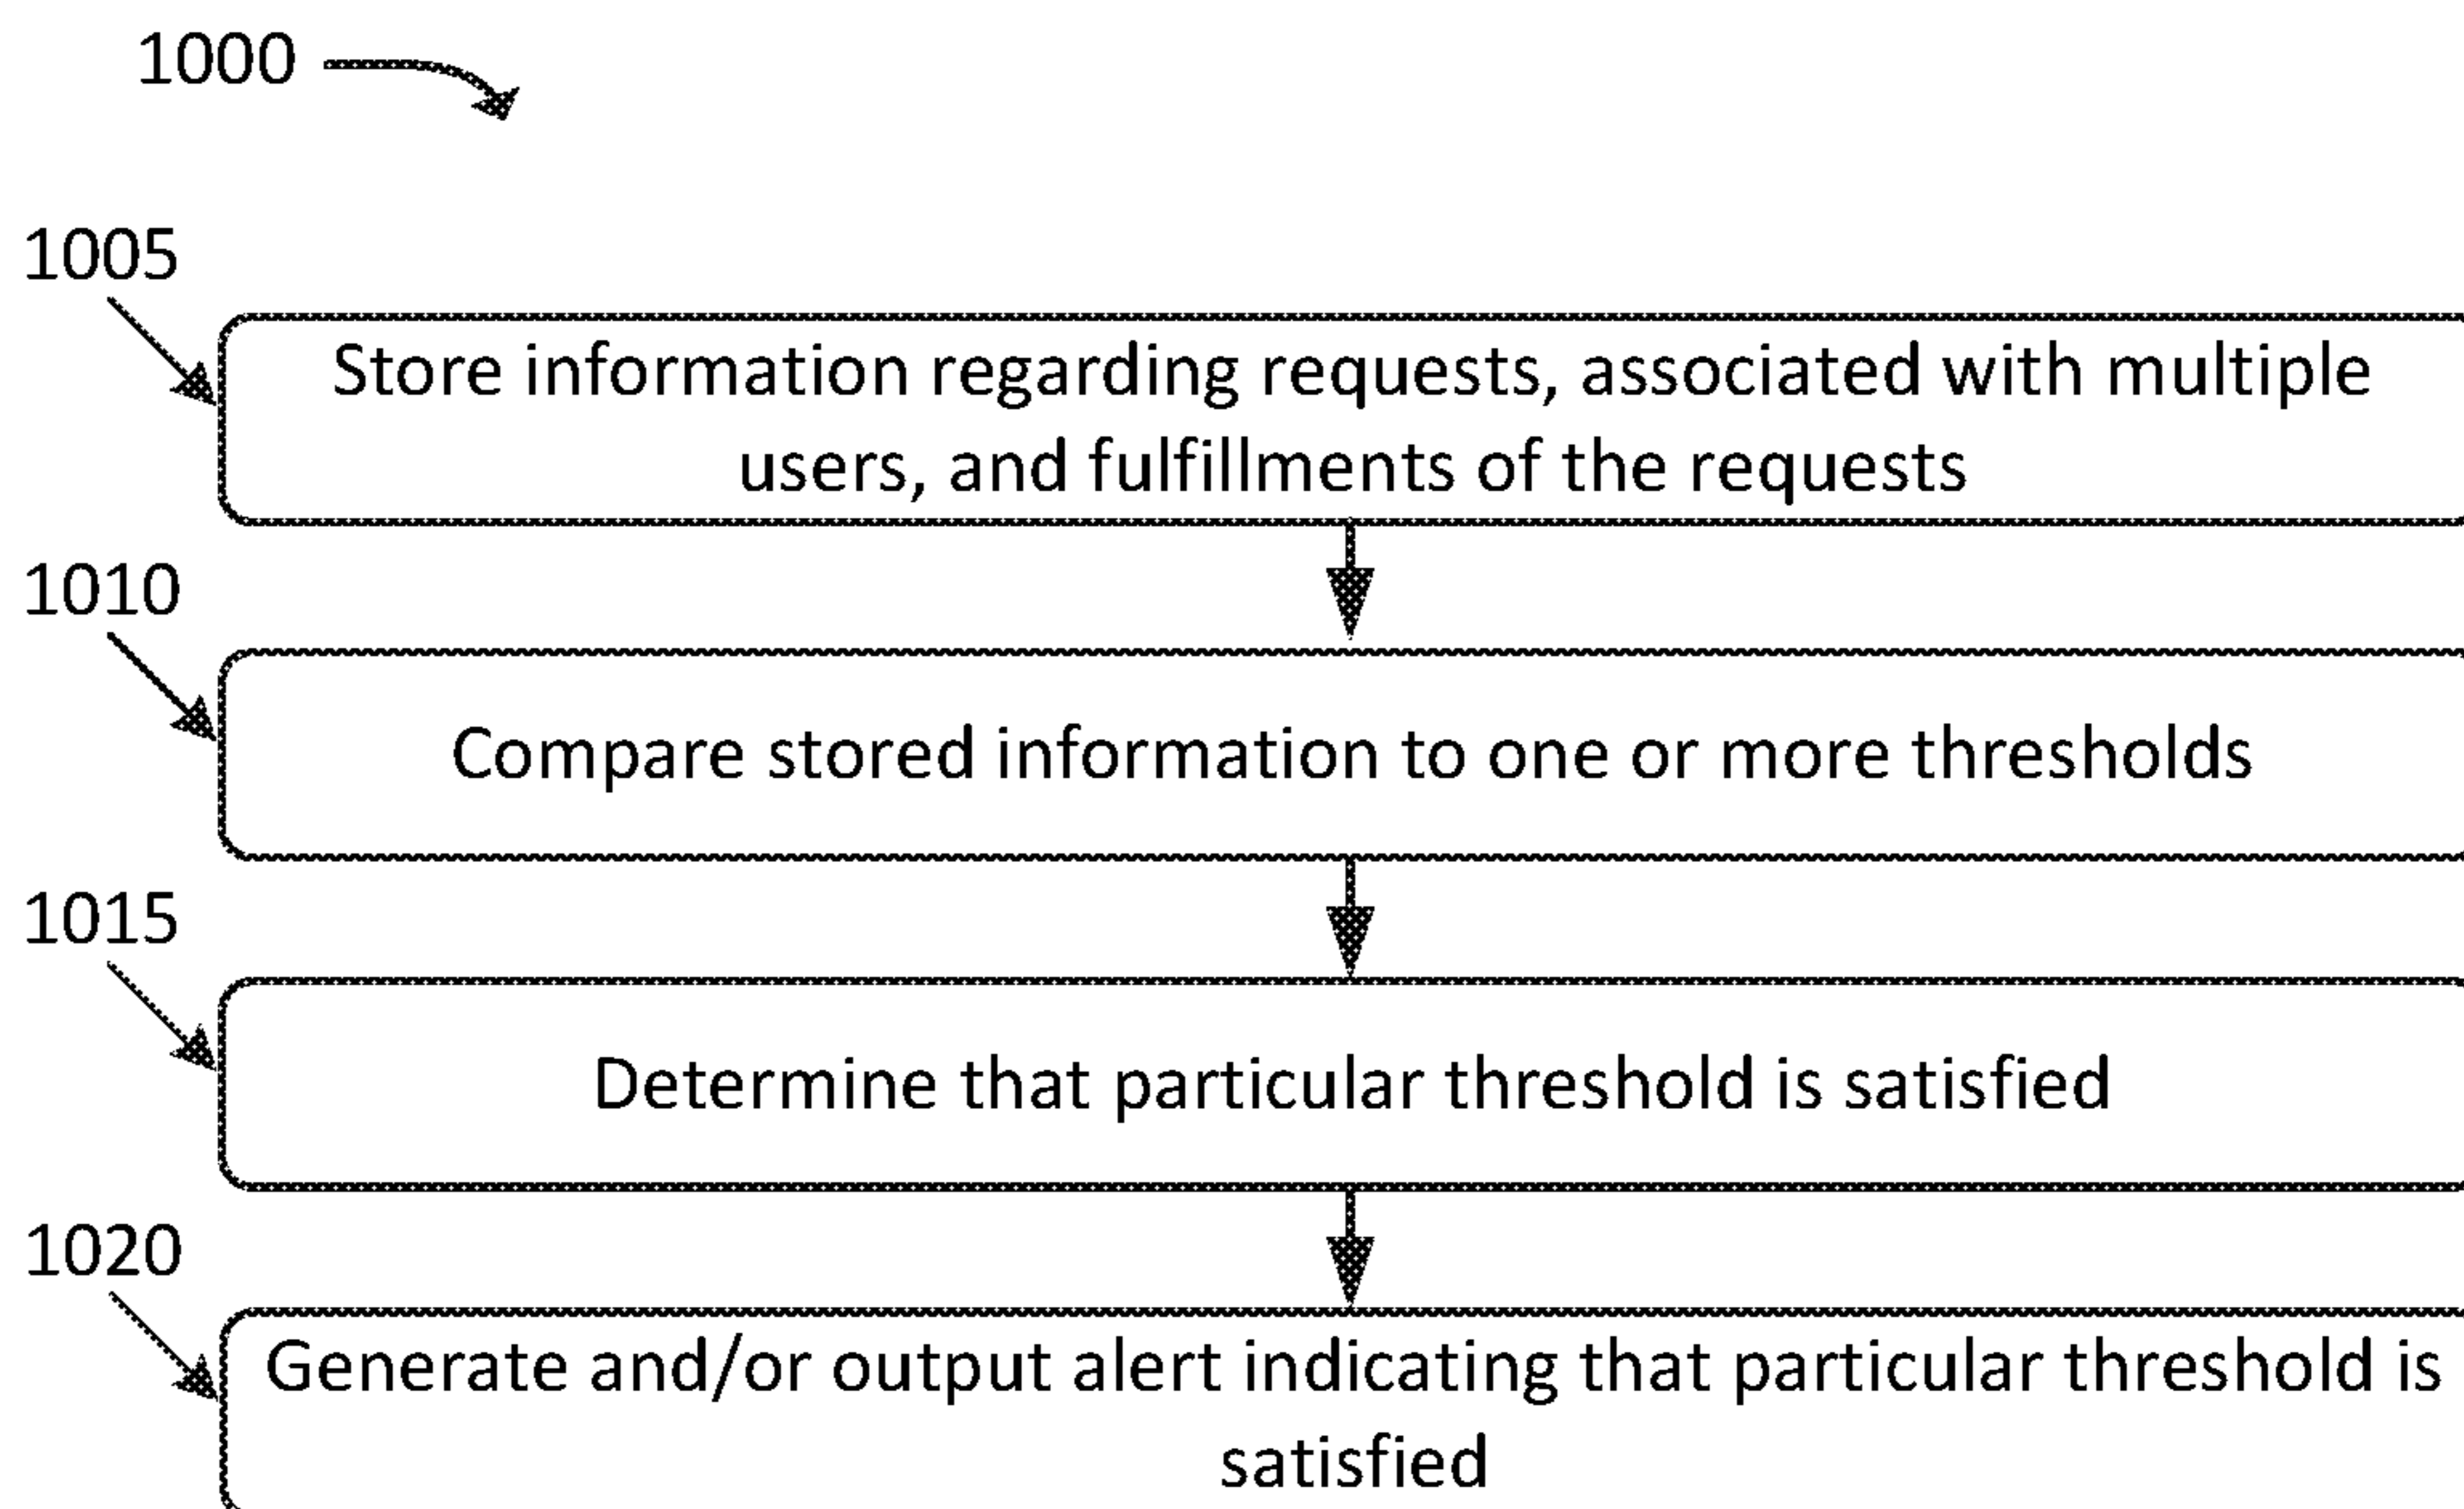 1000
1005
Store information regarding requests, associated with multiple
users, and fulfillments of the requests
1010
Compare stored information to one or more thresholds
1015
Determine that particular threshold is satisfied
1020
Generate and/or output alert indicating that particular threshold is
satisfied